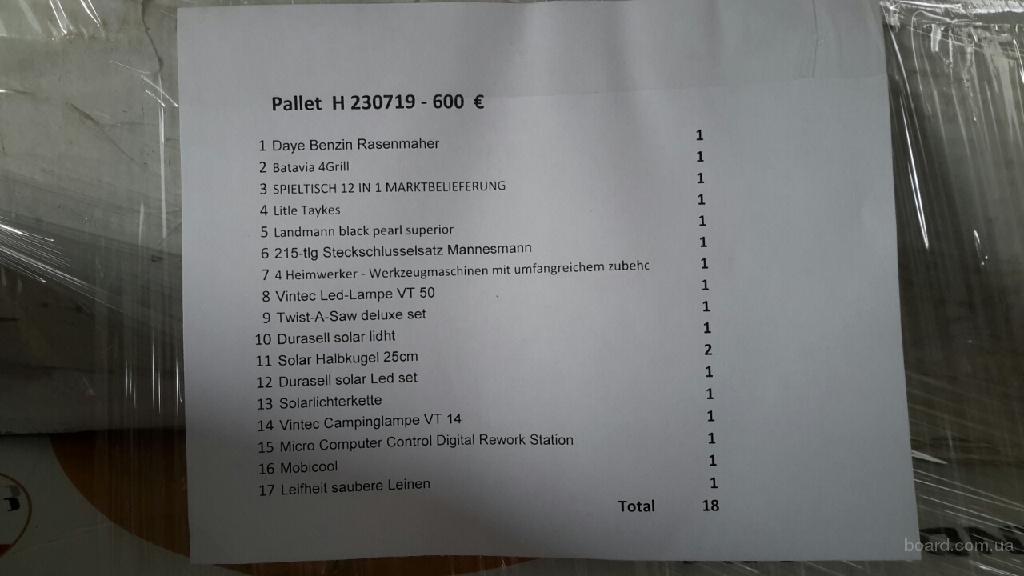 Pallet H 230719 - 600 €
1 Daye Benzin Rasenmaher 1
2 Batavia 4Grill 1
3 SPIELTISCH 12 IN 1 MARKTBELIEFERUNG 1
4 Litle Taykes 1
5 Landmann black pearl superior 1
6 215-tlg Steckschlusselsatz Mannesmann 1
7 4 Heimwerker - Werkzeugmaschinen mit umfangreichem zubehc 1
8 Vintec Led-Lampe VT 50 1
9 Twist-A-Saw deluxe set 1
10 Durasell solar lidht 1
11 Solar Halbkugel 25cm 2
12 Durasell solar Led set 1
13 Solarlichterkette 1
14 Vintec Campinglampe VT 14 1
15 Micro Computer Control Digital Rework Station 1
16 Mobicool 1
17 Leifheit saubere Leinen 1
Total 18
board.com.ua